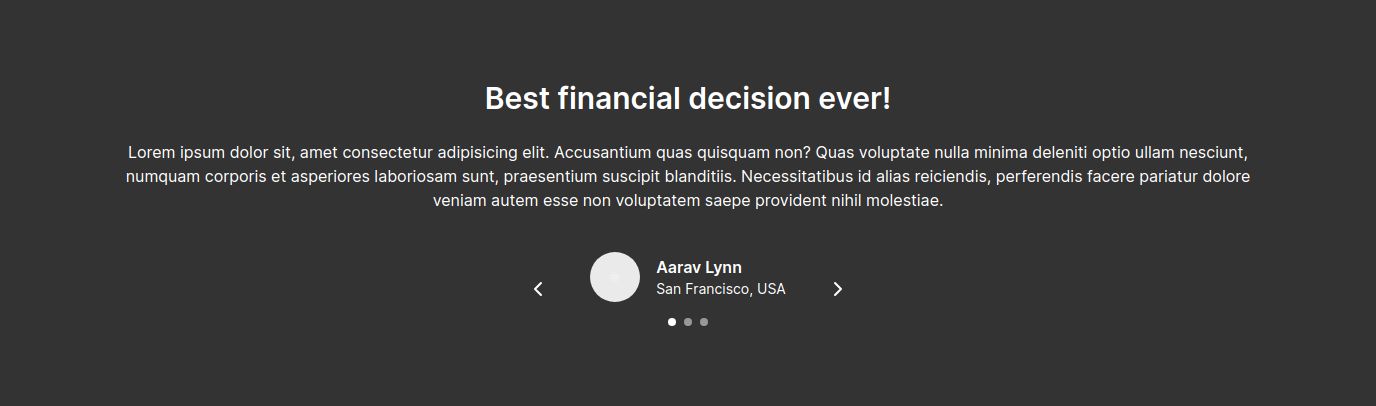 Best financial decision ever!
Lorem ipsum dolor sit, amet consectetur adipisicing elit. Accusantium quas quisquam non? Quas voluptate nulla minima deleniti optio ullam nesciunt,
numquam corporis et asperiores laboriosam sunt, praesentium suscipit blanditiis. Necessitatibus id alias reiciendis, perferendis facere pariatur dolore
veniam autem esse non voluptatem saepe provident nihil molestiae.
Aarav Lynn
San Francisco, USA